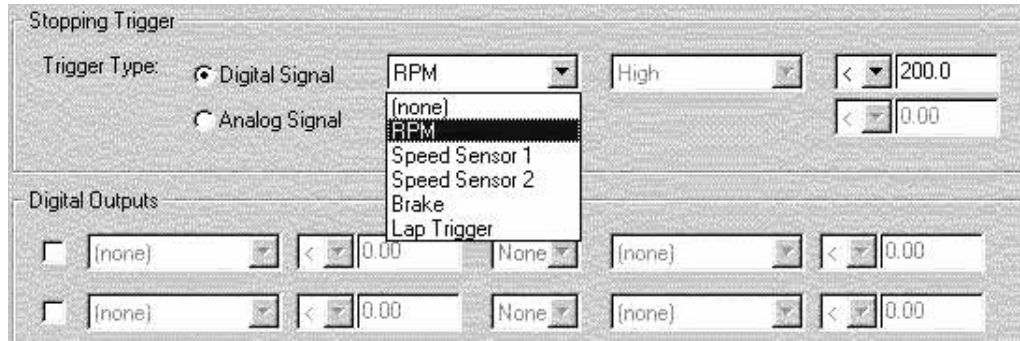 Stopping Trigger
Trigger Type: Digital Signal RPM High < 200.0
(none)
Analog Signal < 0.00
RPM
Speed Sensor 1
Speed Sensor 2
Brake
Lap Trigger
Digital Outputs
(none) < 0.00 None (none) < 0.00
(none) < 0.00 None (none) < 0.00